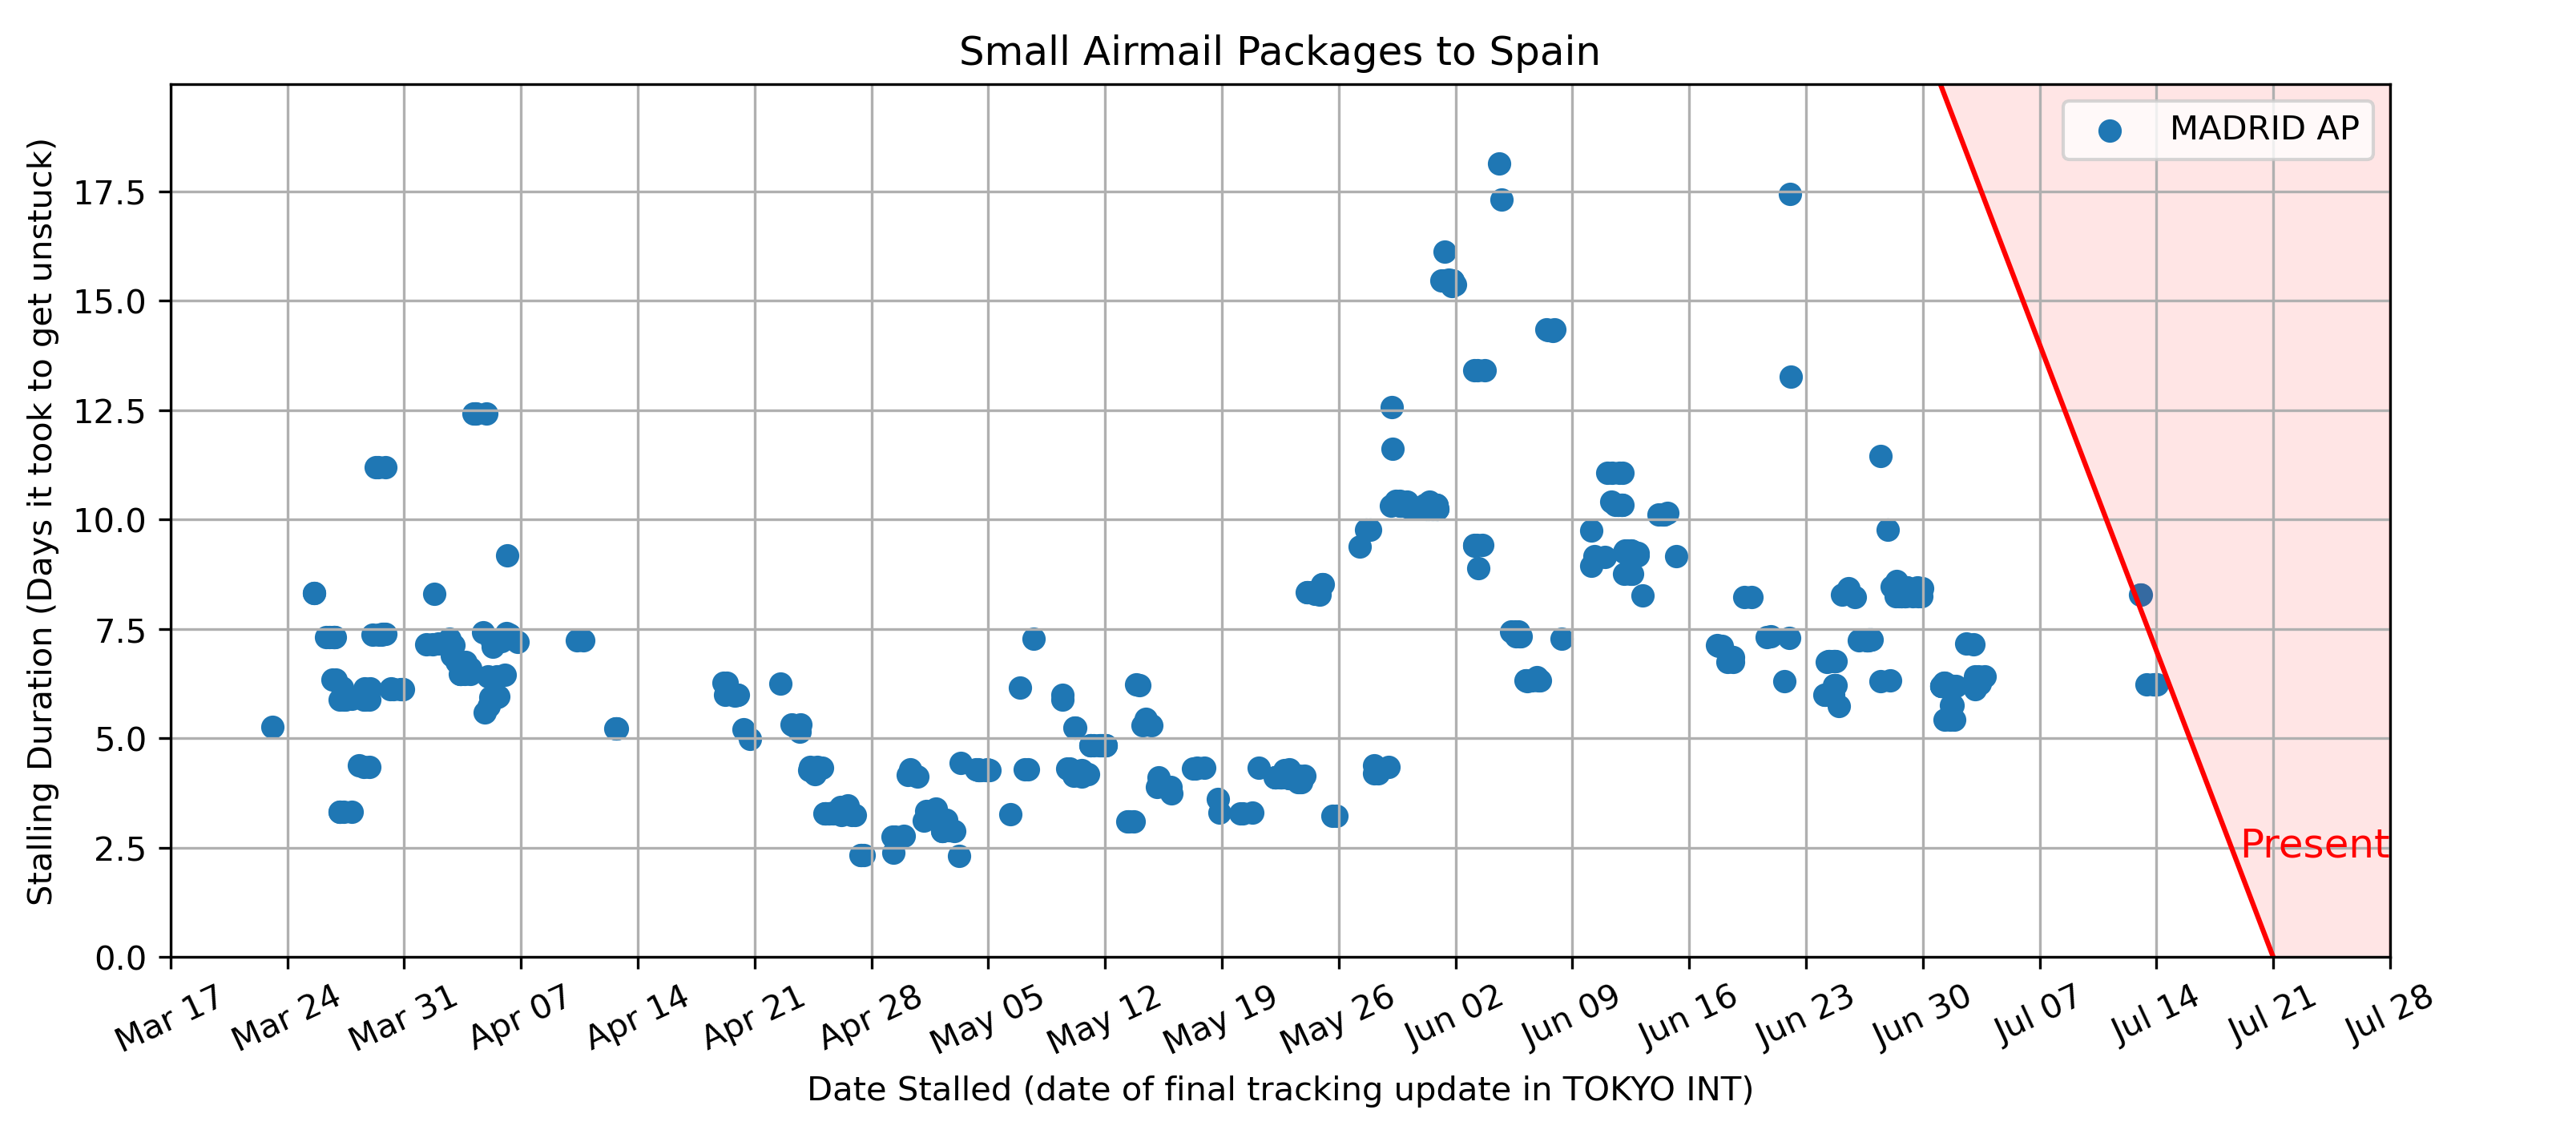 Small Airmail Packages to Spain
MADRID AP
Stalling Duration (Days it took to get unstuck)
17.5
15.0
12.5
10.0
7.5
5.0
2.5
0.0
Present
Mar 17 Mar 24 Mar 31 Apr 07 Apr 14 Apr 21 Apr 28 May 05 May 12 May 19 May 26 Jun 02 Jun 09 Jun 16 Jun 23 Jun 30 Jul 07 Jul 14 Jul 21 Jul 28
Date Stalled (date of final tracking update in TOKYO INT)